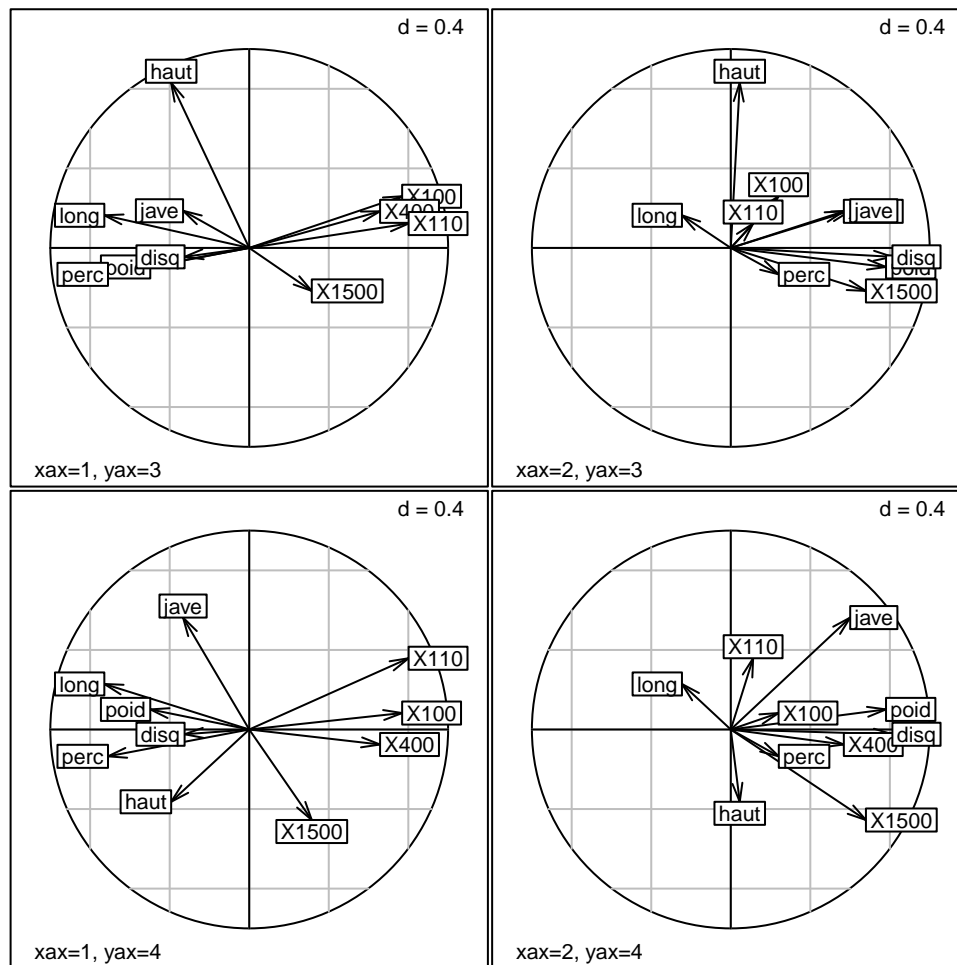 d = 0.4
haut
X100
X400
X110
long
jave
disq
poid
perc
X1500
xax=1, yax=3
d = 0.4
haut
X100
X110
long
jave
disq
poid
perc
X1500
xax=2, yax=3
d = 0.4
jave
X110
long
poid
X100
disq
X400
perc
haut
X1500
xax=1, yax=4
d = 0.4
jave
X110
long
poid
X100
disq
X400
perc
haut
X1500
xax=2, yax=4